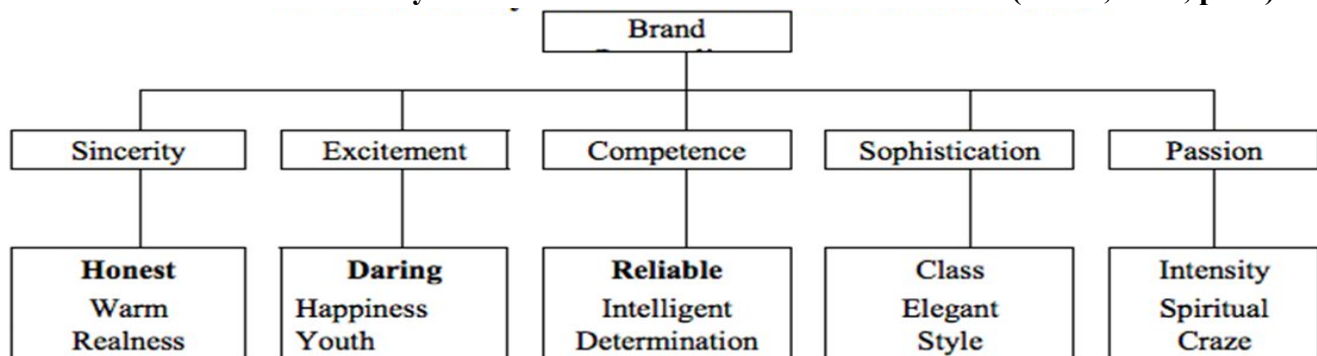 Brand
Sincerity
Excitement
Competence
Sophistication
Passion
Honest
Warm
Realness
Daring
Happiness
Youth
Reliable
Intelligent
Determination
Class
Elegant
Style
Intensity
Spiritual
Craze